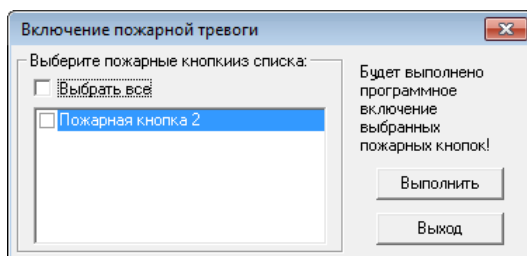 Включение пожарной тревоги
Выберите пожарные кнопкииз списка:
Выбрать все
Пожарная кнопка 2
Будет выполнено
программное
включение
выбранных
пожарных кнопок!
Выполнить
Выход